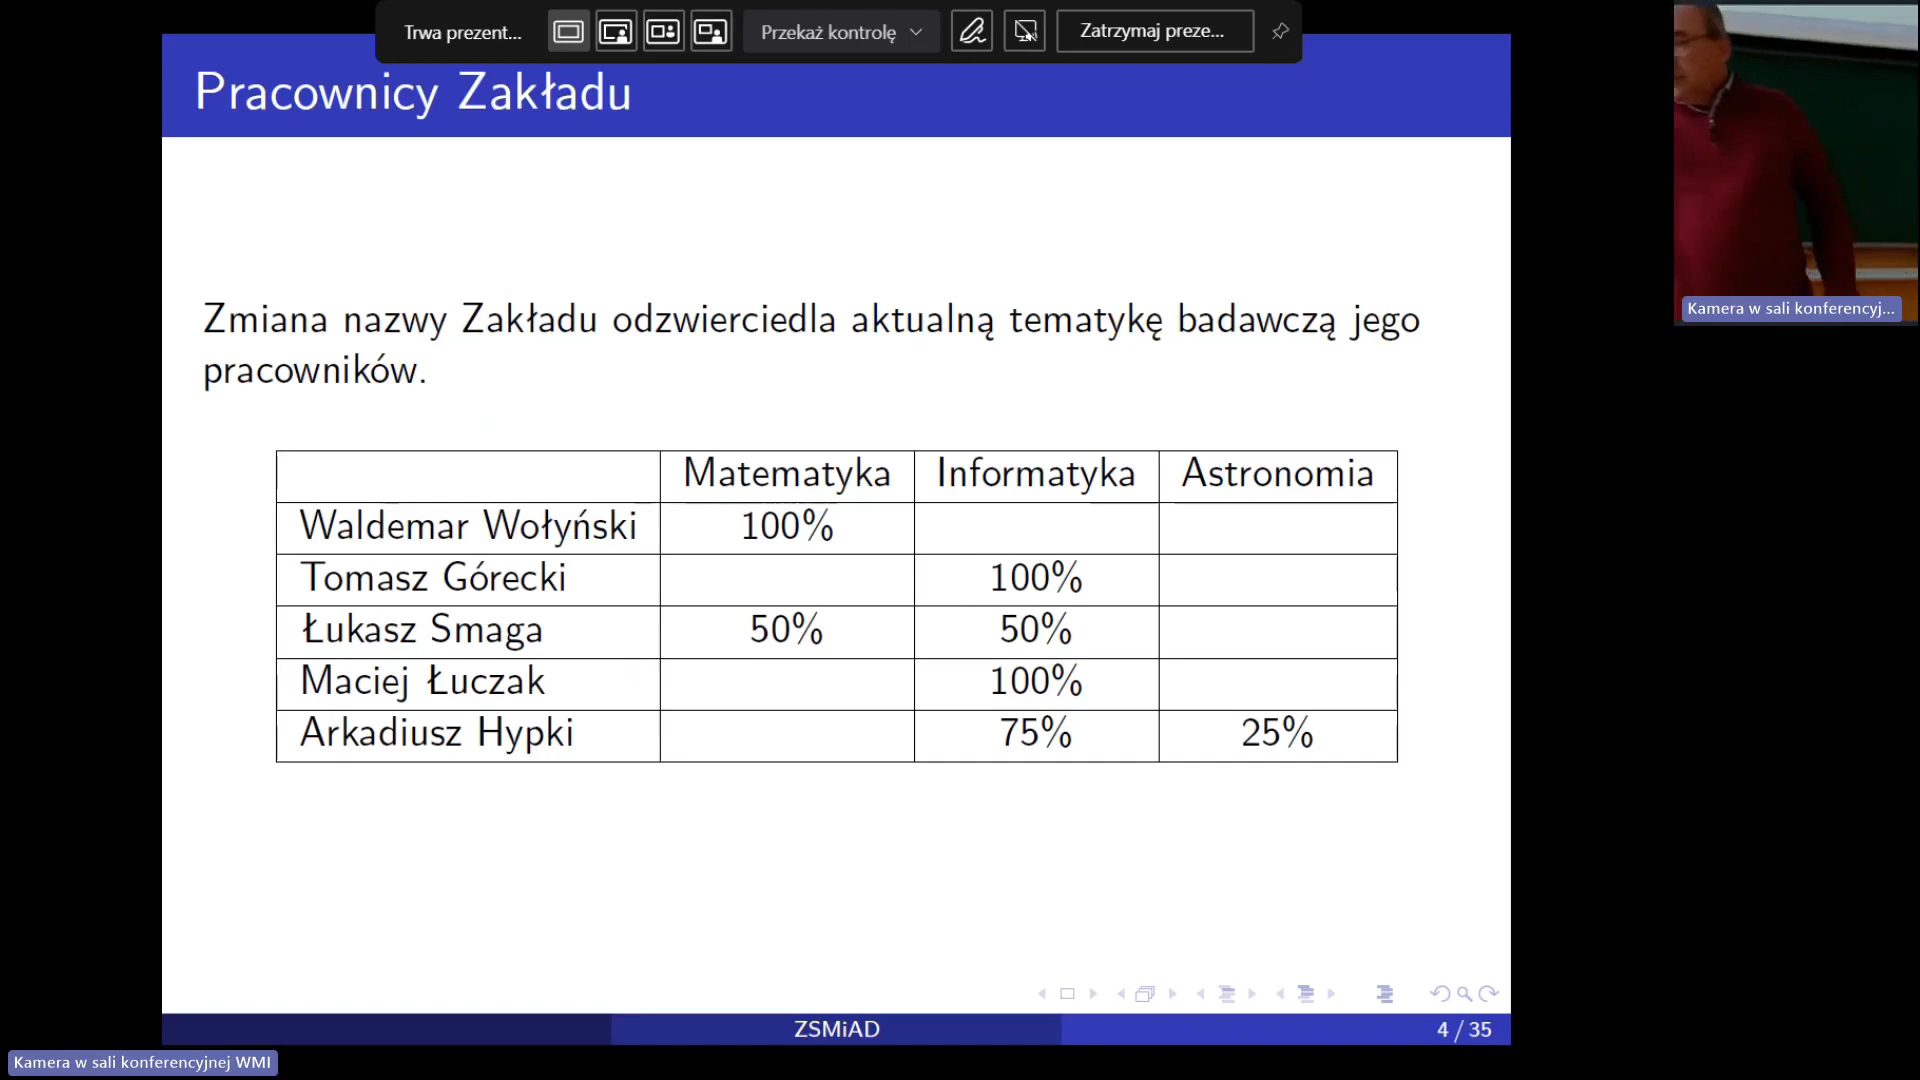 Trwa prezent...
Przekaż kontrolę
Zatrzymaj preze...
Pracownicy Zakładu
Kamera w sali konferencyj...
Zmiana nazwy Zakładu odzwierciedla aktualną tematykę badawczą jego
pracowników.
Matematyka Informatyka Astronomia
Waldemar Wołyński 100%
Tomasz Górecki 100%
Łukasz Smaga 50% 50%
Maciej Łuczak 100%
Arkadiusz Hypki 75% 25%
ZSMiAD 4 / 35
Kamera w sali konferencyjnej WMI